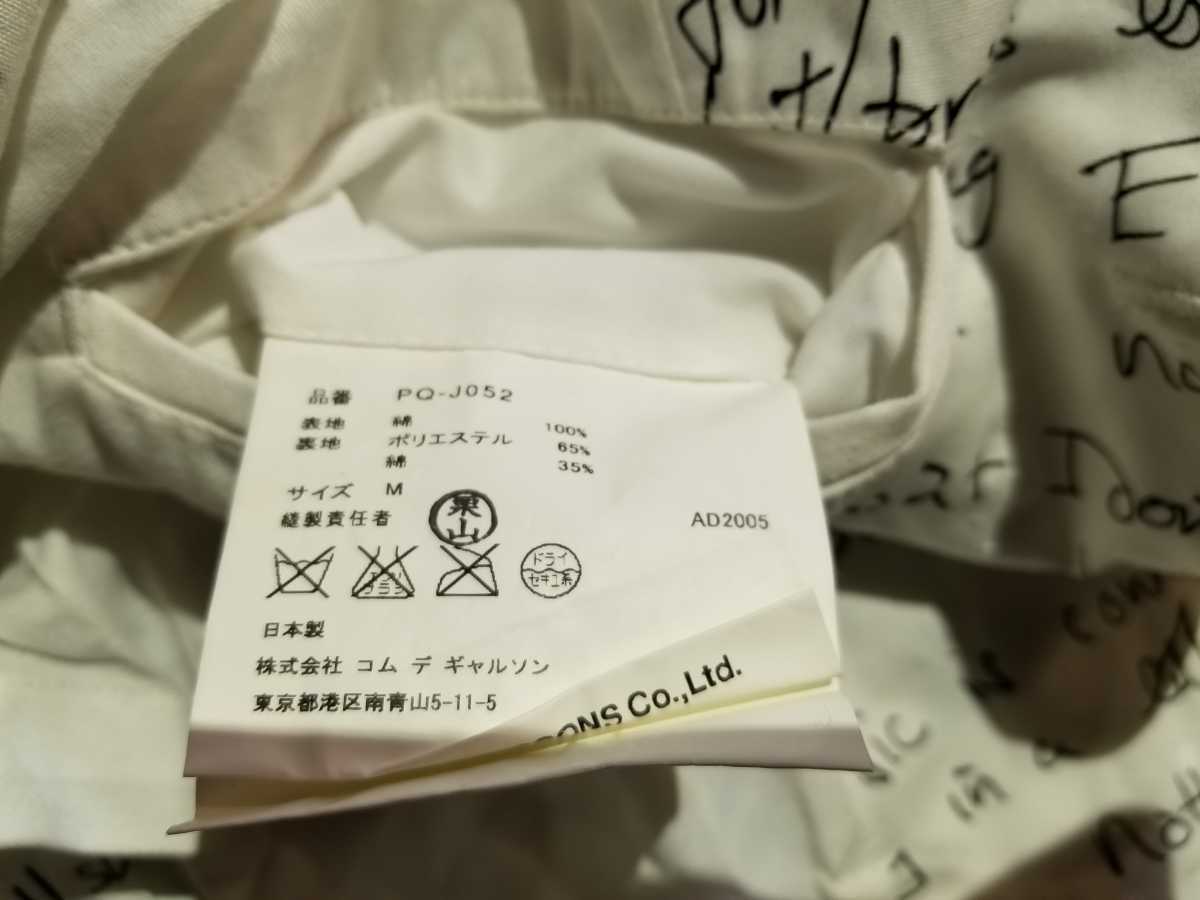 品番 PQ-J052
表地 綿 100%
裏地 ポリエステル 65%
綿 35%
サイズ M
縫製責任者 栗山 AD2005
ドライ
セキユ系
日本製
株式会社 コム デ ギャルソン
東京都港区南青山5-11-5
Co.,Ltd.
E
I don
in a